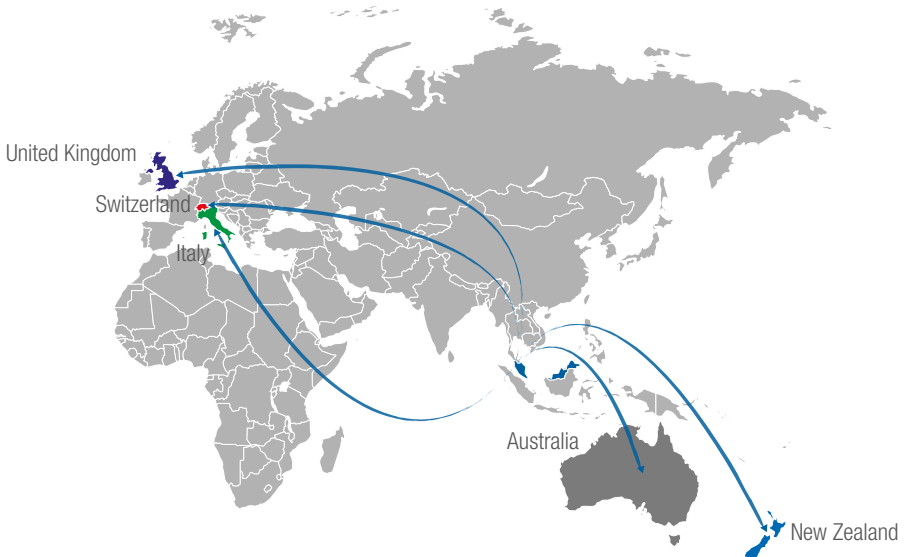 United Kingdom
Switzerland
Italy
Australia
New Zealand